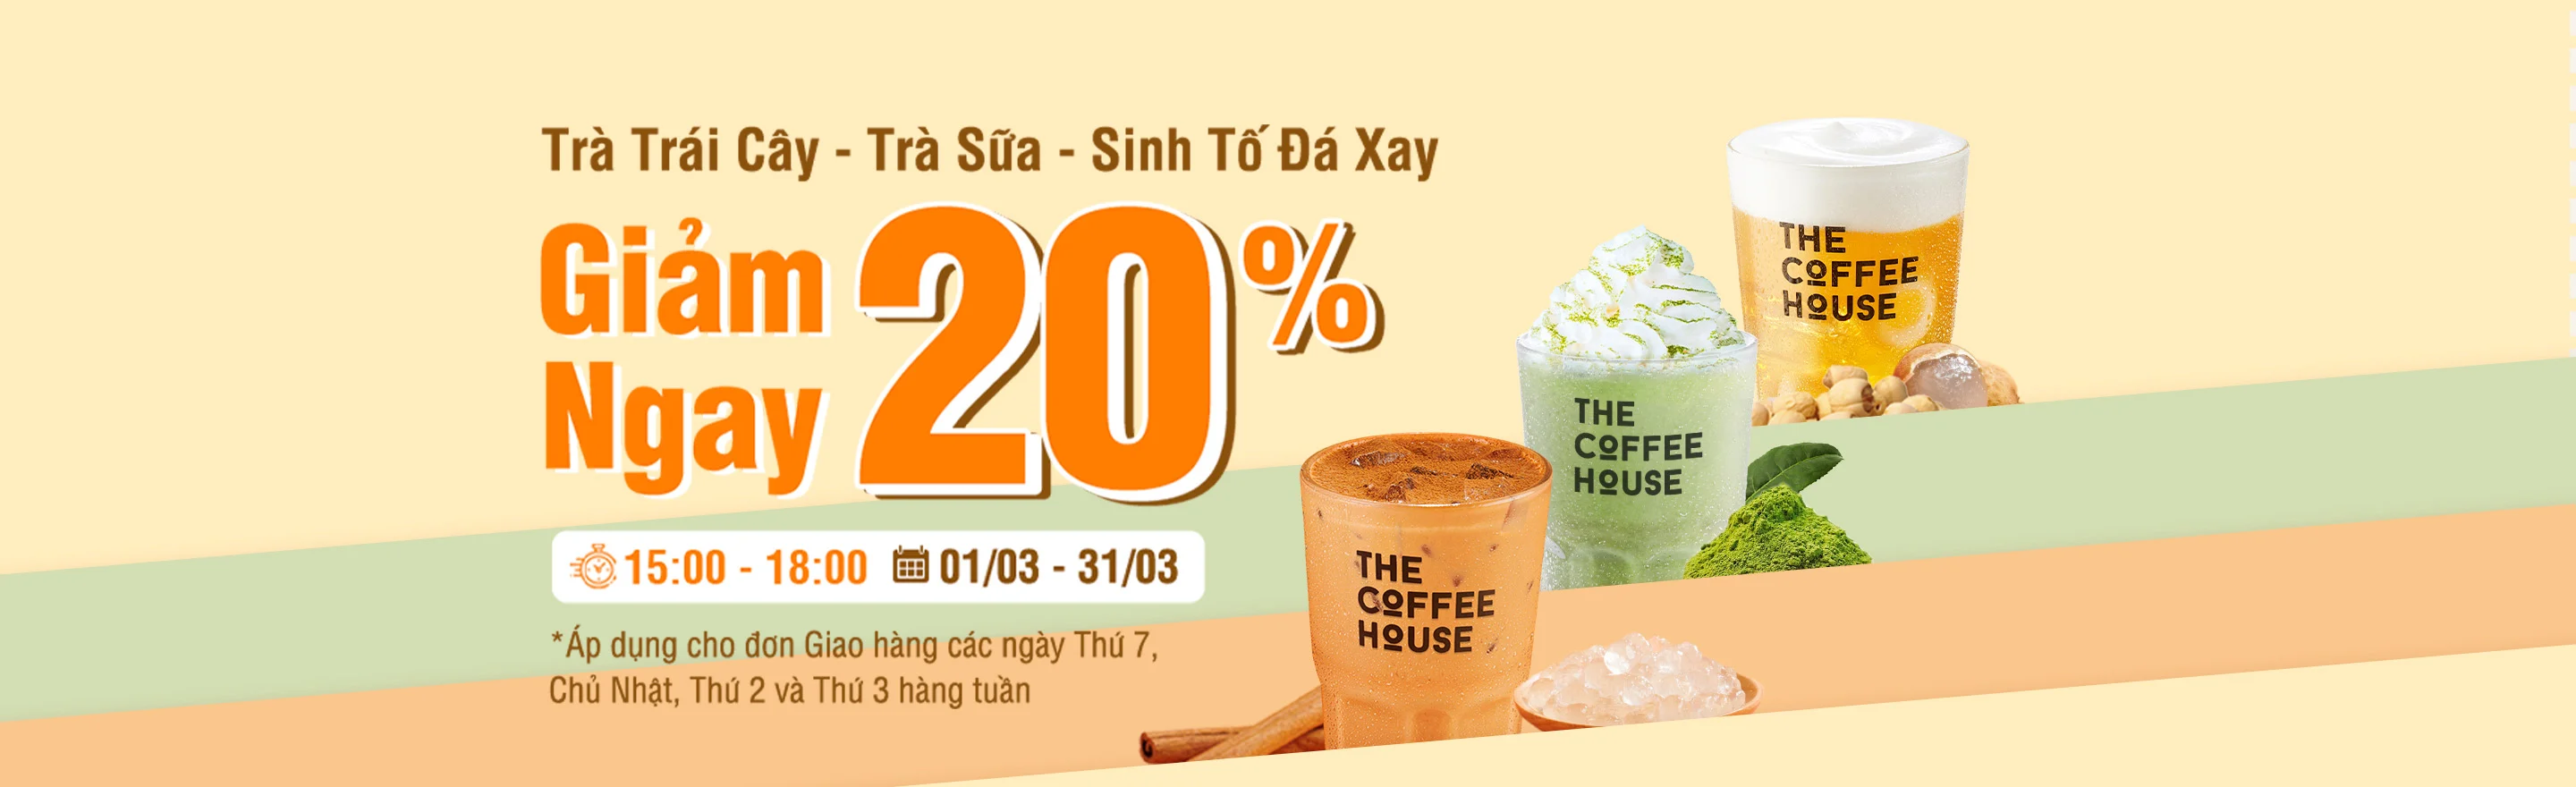 Trà Trái Cây - Trà Sữa - Sinh Tố Đá Xay
Giảm
Ngay
20%
15:00 - 18:00 01/03 - 31/03
*Áp dụng cho đơn Giao hàng các ngày Thứ 7,
Chủ Nhật, Thứ 2 và Thứ 3 hàng tuần
THE
COFFEE
HOUSE
THE
COFFEE
HOUSE
THE
COFFEE
HOUSE